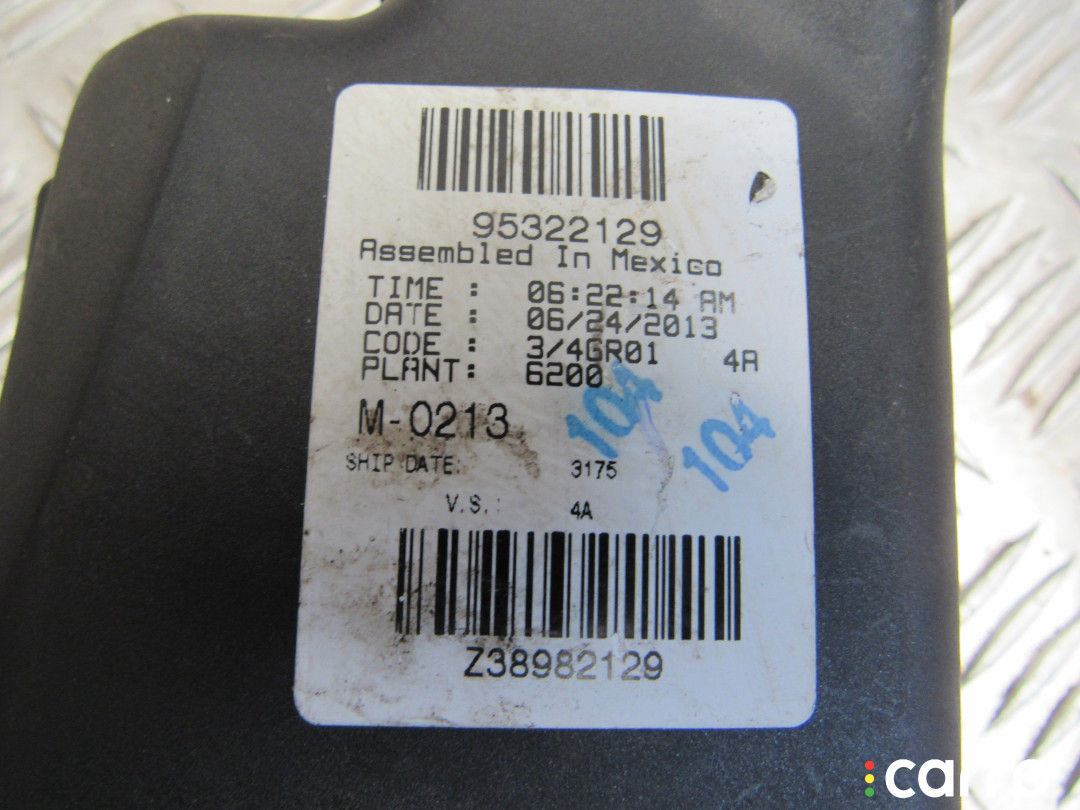 95322129
Assembled In Mexico
TIME : 06:22:14 AM
DATE : 06/24/2013
CODE : 3/4GR01 4A
PLANT: 6200
M-0213
104
104
SHIP DATE: 3175
V.S.: 4A
Z38982129